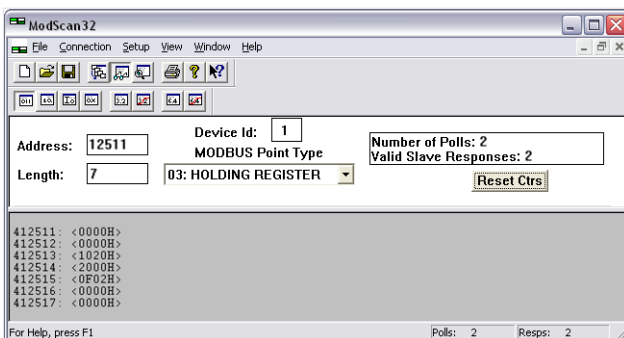 ModScan32
File Connection Setup View Window Help
Address: 12511
Device Id: 1
MODBUS Point Type
Length: 7
03: HOLDING REGISTER
Number of Polls: 2
Valid Slave Responses: 2
Reset Ctrs
412511: <0000H>
412512: <0000H>
412513: <1020H>
412514: <2000H>
412515: <0F02H>
412516: <0000H>
412517: <0000H>
For Help, press F1 Polls: 2 Resps: 2